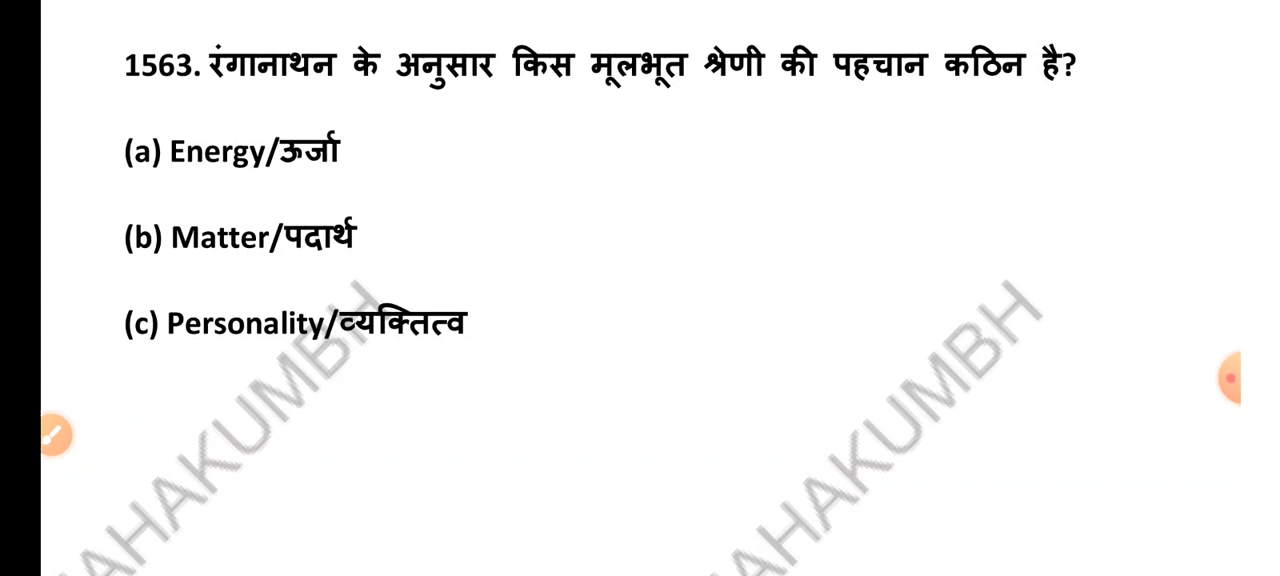 1563. रंगानाथन के अनुसार किस मूलभूत श्रेणी की पहचान कठिन है?
(a) Energy/ऊर्जा
(b) Matter/पदार्थ
(c) Personality/व्यक्तित्व
AHAKUMBH
AHAKUMBH